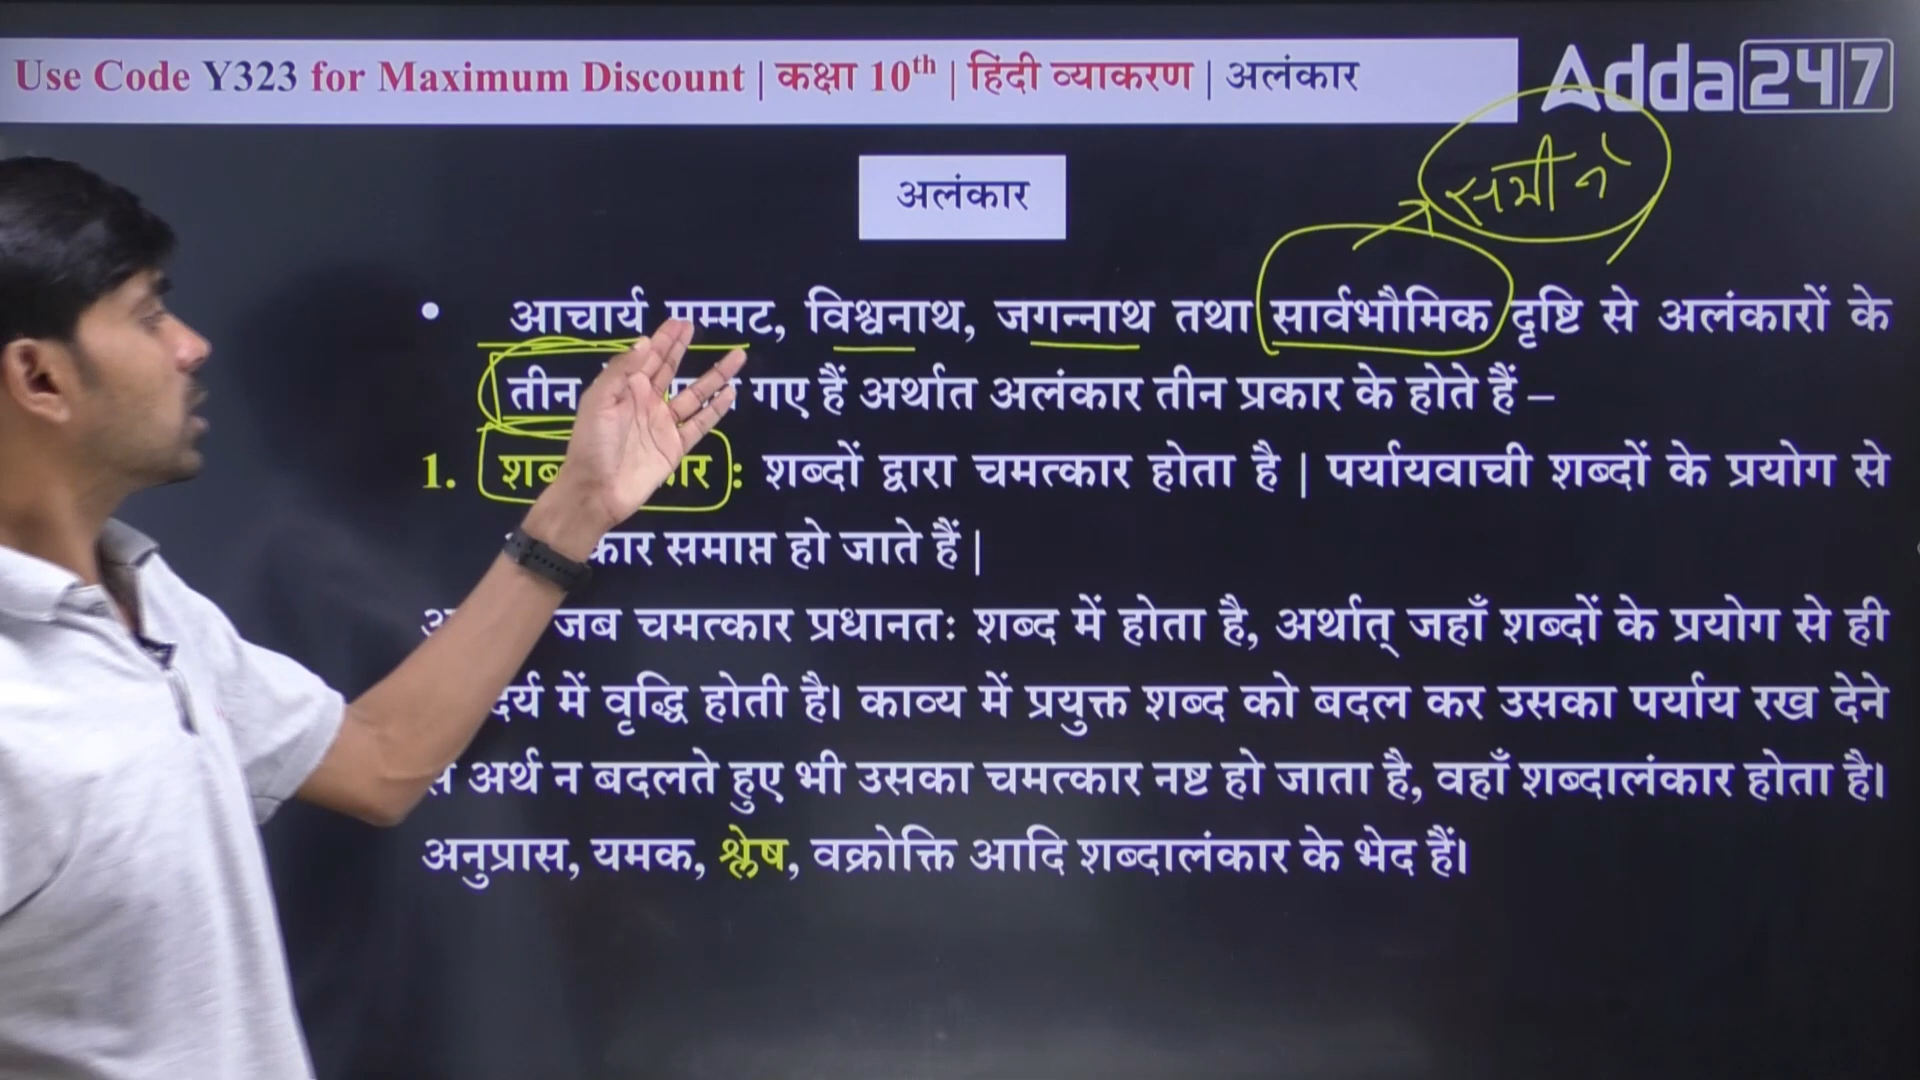 Use Code Y323 for Maximum Discount | कक्षा 10th | हिंदी व्याकरण | अलंकार
Adda247
सभी ने
अलंकार
• आचार्य मम्मट, विश्वनाथ, जगन्नाथ तथा सार्वभौमिक दृष्टि से अलंकारों के
तीन गए हैं अर्थात अलंकार तीन प्रकार के होते हैं –
1. : शब्दों द्वारा चमत्कार होता है | पर्यायवाची शब्दों के प्रयोग से
समाप्त हो जाते हैं |
जब चमत्कार प्रधानतः शब्द में होता है, अर्थात् जहाँ शब्दों के प्रयोग से ही
में वृद्धि होती है। काव्य में प्रयुक्त शब्द को बदल कर उसका पर्याय रख देने
अर्थ न बदलते हुए भी उसका चमत्कार नष्ट हो जाता है, वहाँ शब्दालंकार होता है।
अनुप्रास, यमक, श्लेष, वक्रोक्ति आदि शब्दालंकार के भेद हैं।